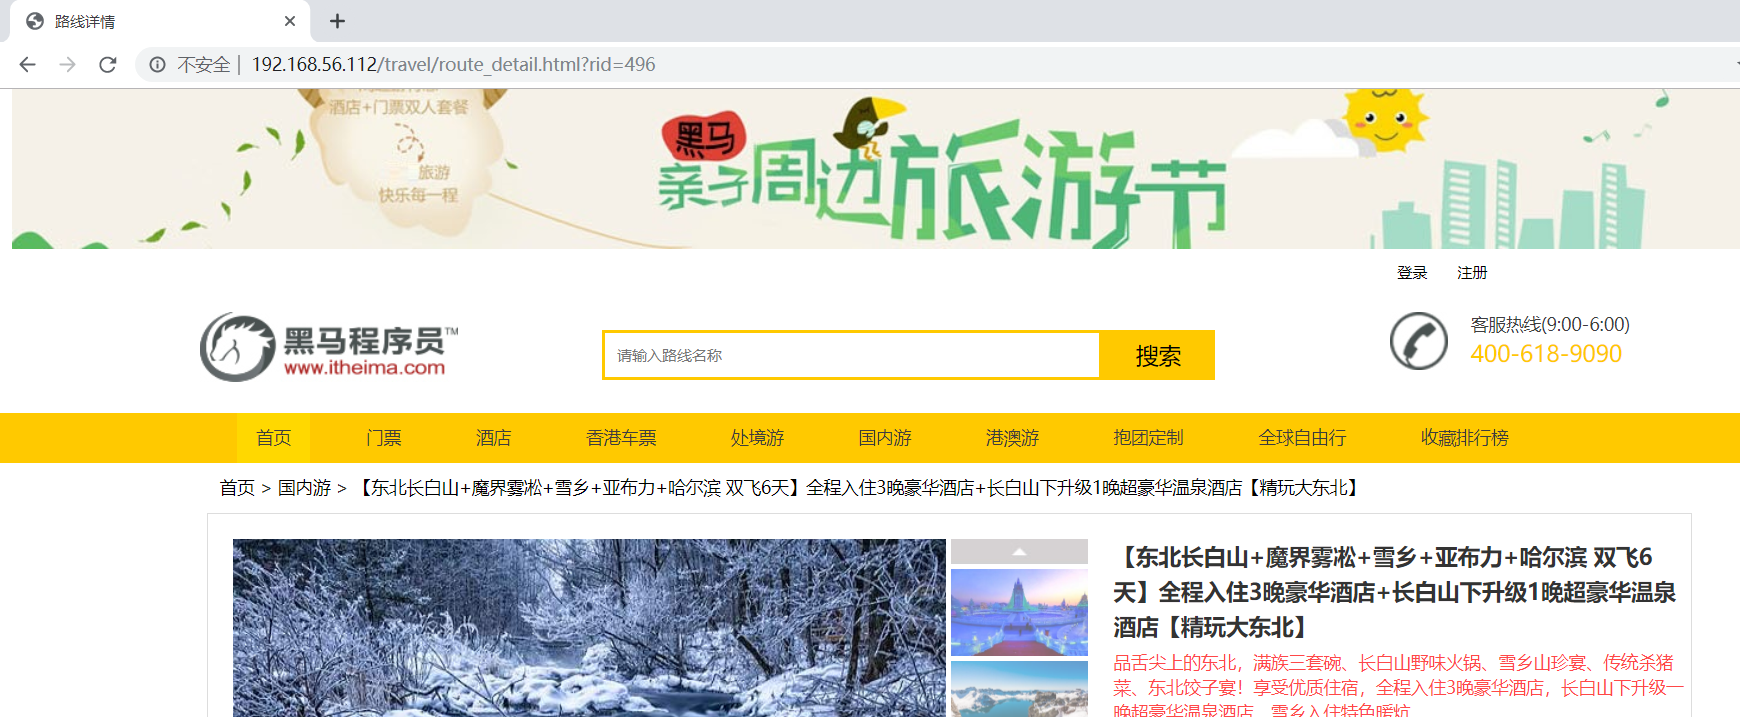 路线详情
不安全 | 192.168.56.112/travel/route_detail.html?rid=496
酒店+门票双人套餐
旅游
快乐每一程
黑马
亲子周边旅游节
登录 注册
黑马程序员™
www.itheima.com
请输入路线名称
搜索
客服热线(9:00-6:00)
400-618-9090
首页 门票 酒店 香港车票 处境游 国内游 港澳游 抱团定制 全球自由行 收藏排行榜
首页 > 国内游 > 【东北长白山+魔界雾凇+雪乡+亚布力+哈尔滨 双飞6天】全程入住3晚豪华酒店+长白山下升级1晚超豪华温泉酒店【精玩大东北】
【东北长白山+魔界雾凇+雪乡+亚布力+哈尔滨 双飞6
天】全程入住3晚豪华酒店+长白山下升级1晚超豪华温泉
酒店【精玩大东北】
品舌尖上的东北，满族三套碗、长白山野味火锅、雪乡山珍宴、传统杀猪
菜、东北饺子宴！享受优质住宿，全程入住3晚豪华酒店，长白山下升级一
晚超豪华温泉酒店，雪乡入住特色暖炕